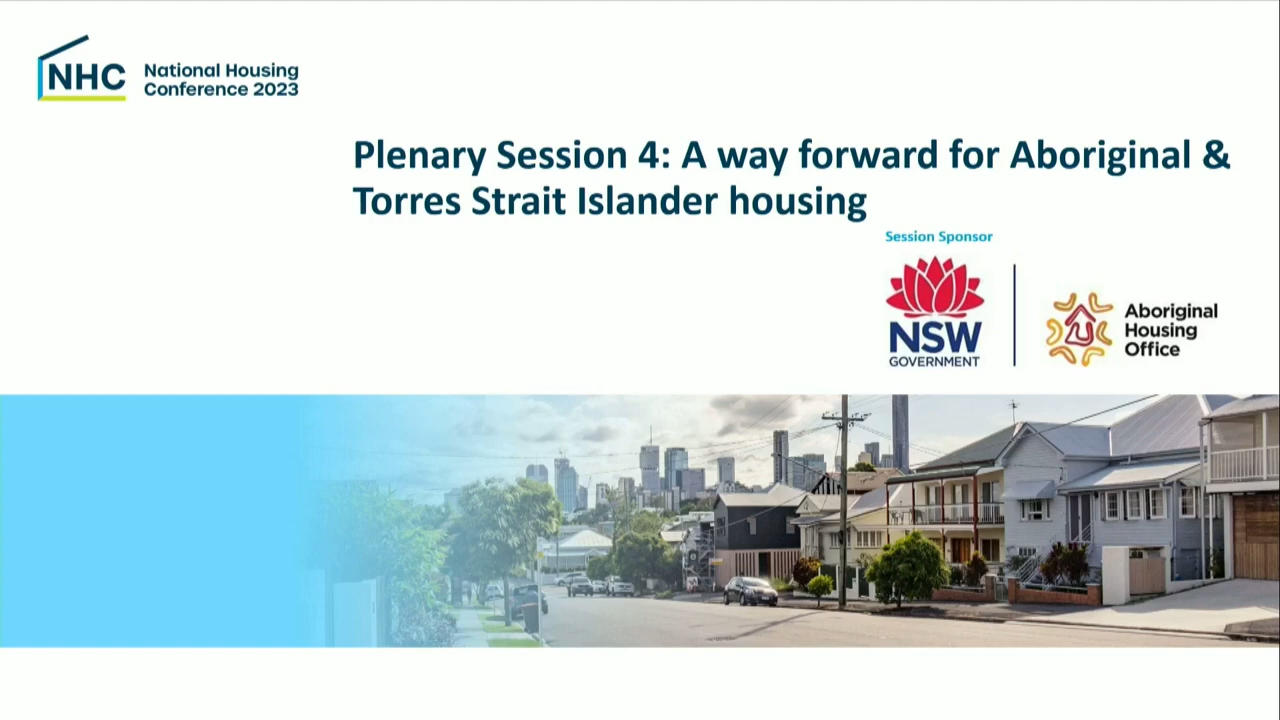 NHC
National Housing
Conference 2023
Plenary Session 4: A way forward for Aboriginal &
Torres Strait Islander housing
Session Sponsor
NSW
GOVERNMENT
Aboriginal
Housing
Office